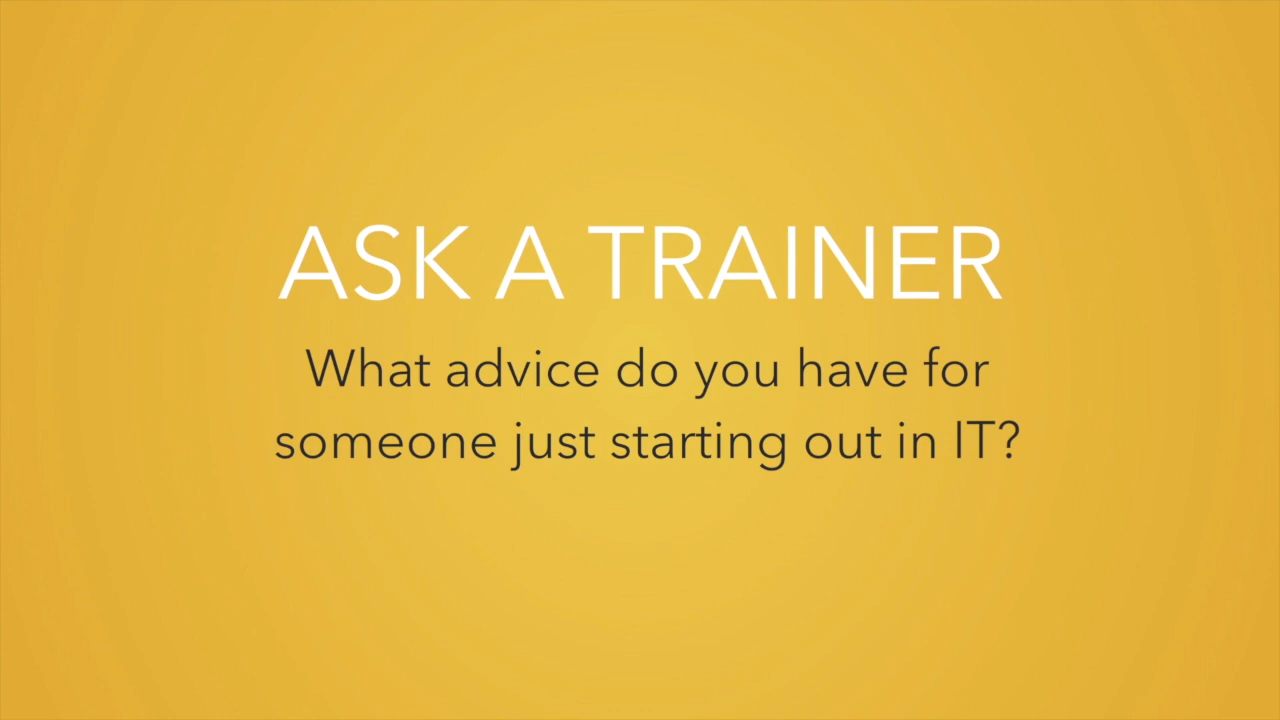 ASK A TRAINER
What advice do you have for
someone just starting out in IT?